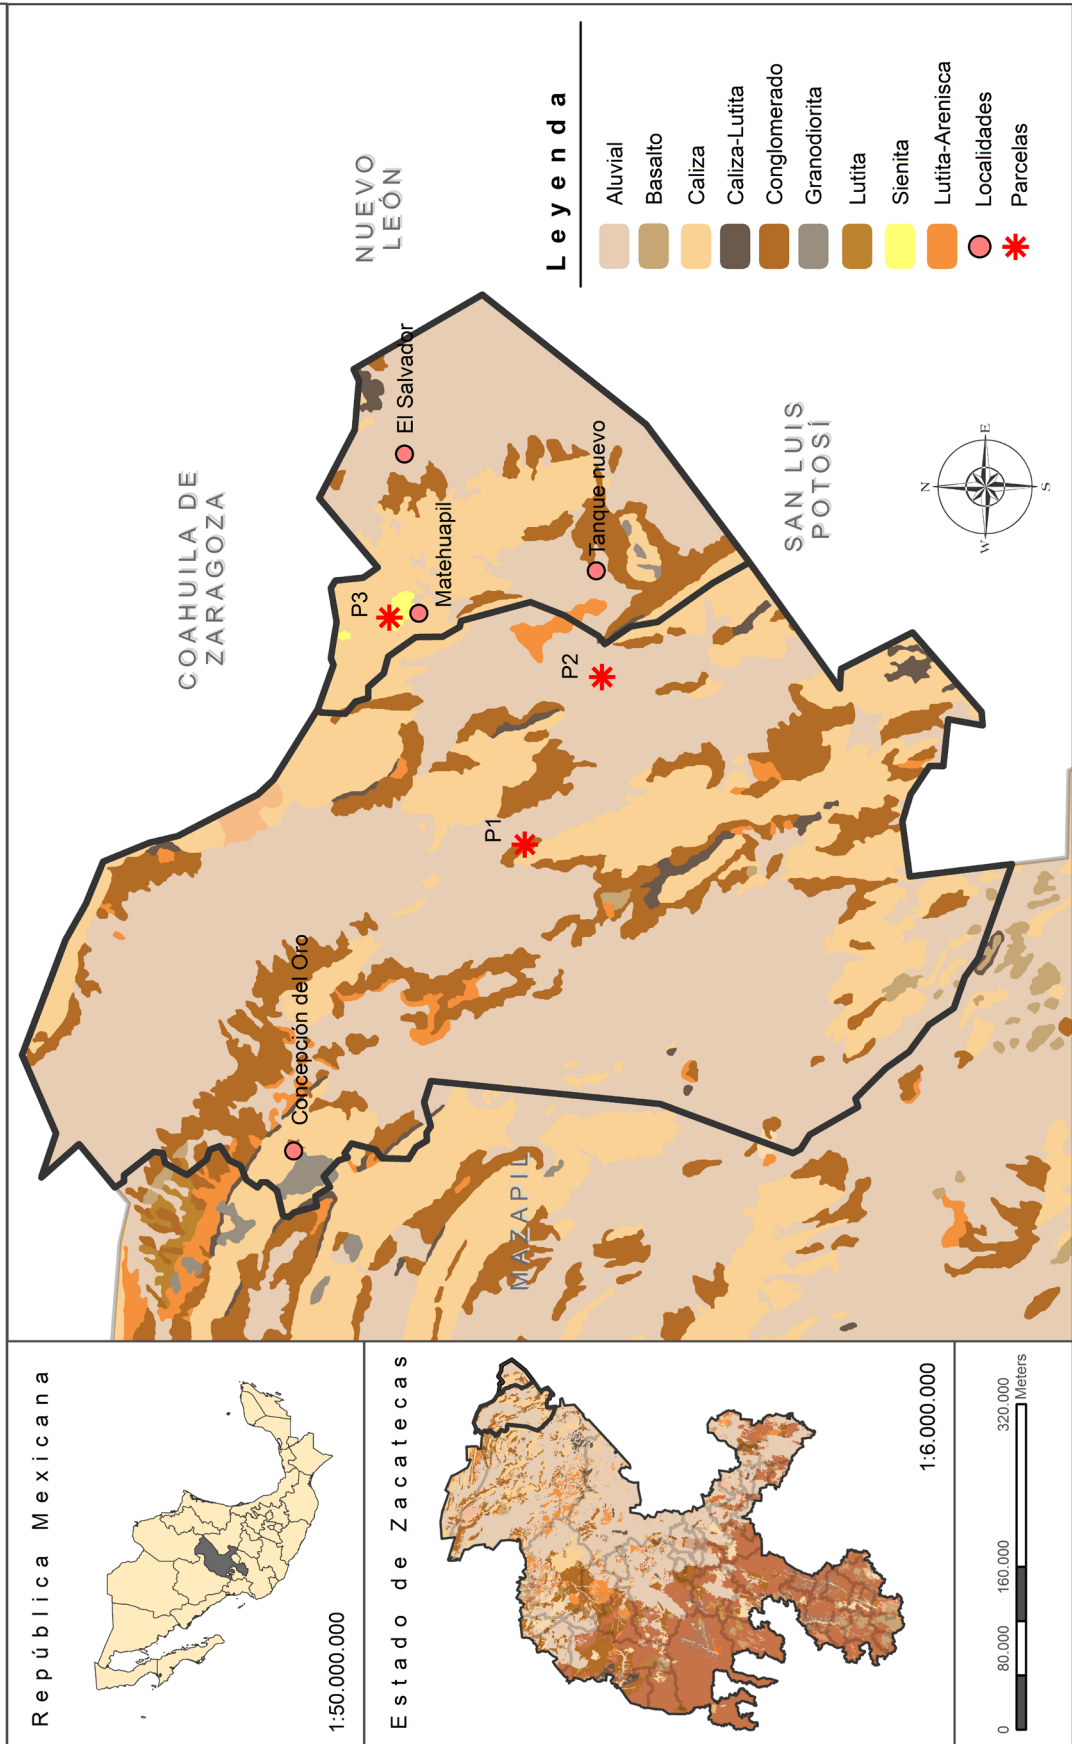 República Mexicana
1:50.000.000
Estado de Zacatecas
1:6.000.000
0
80.000
160.000
320.000
Meters
COAHUILA DE
ZARAGOZA
NUEVO
LEÓN
SAN LUIS
POTOSÍ
MAZAPIL
Concepción del Oro
P1
P2
P3
Matehuapil
El Salvador
Tanque nuevo
N
E
S
W
Leyenda
Aluvial
Basalto
Caliza
Caliza-Lutita
Conglomerado
Granodiorita
Lutita
Sienita
Lutita-Arenisca
Localidades
Parcelas